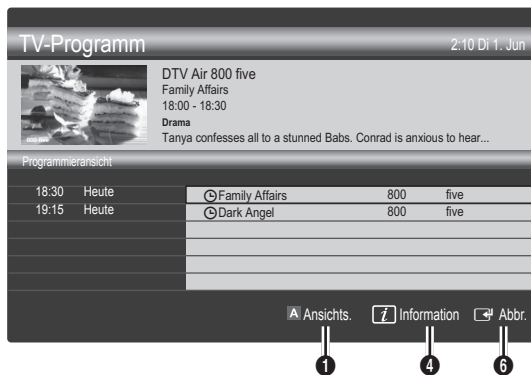 TV-Programm 2:10 Di 1. Jun
DTV Air 800 five
Family Affairs
18:00 - 18:30
Drama
Tanya confesses all to a stunned Babs. Conrad is anxious to hear...
800 five
Programmieransicht
18:30 Heute Family Affairs 800 five
19:15 Heute Dark Angel 800 five
A Ansichts. i Information Abbr.
1 4 6